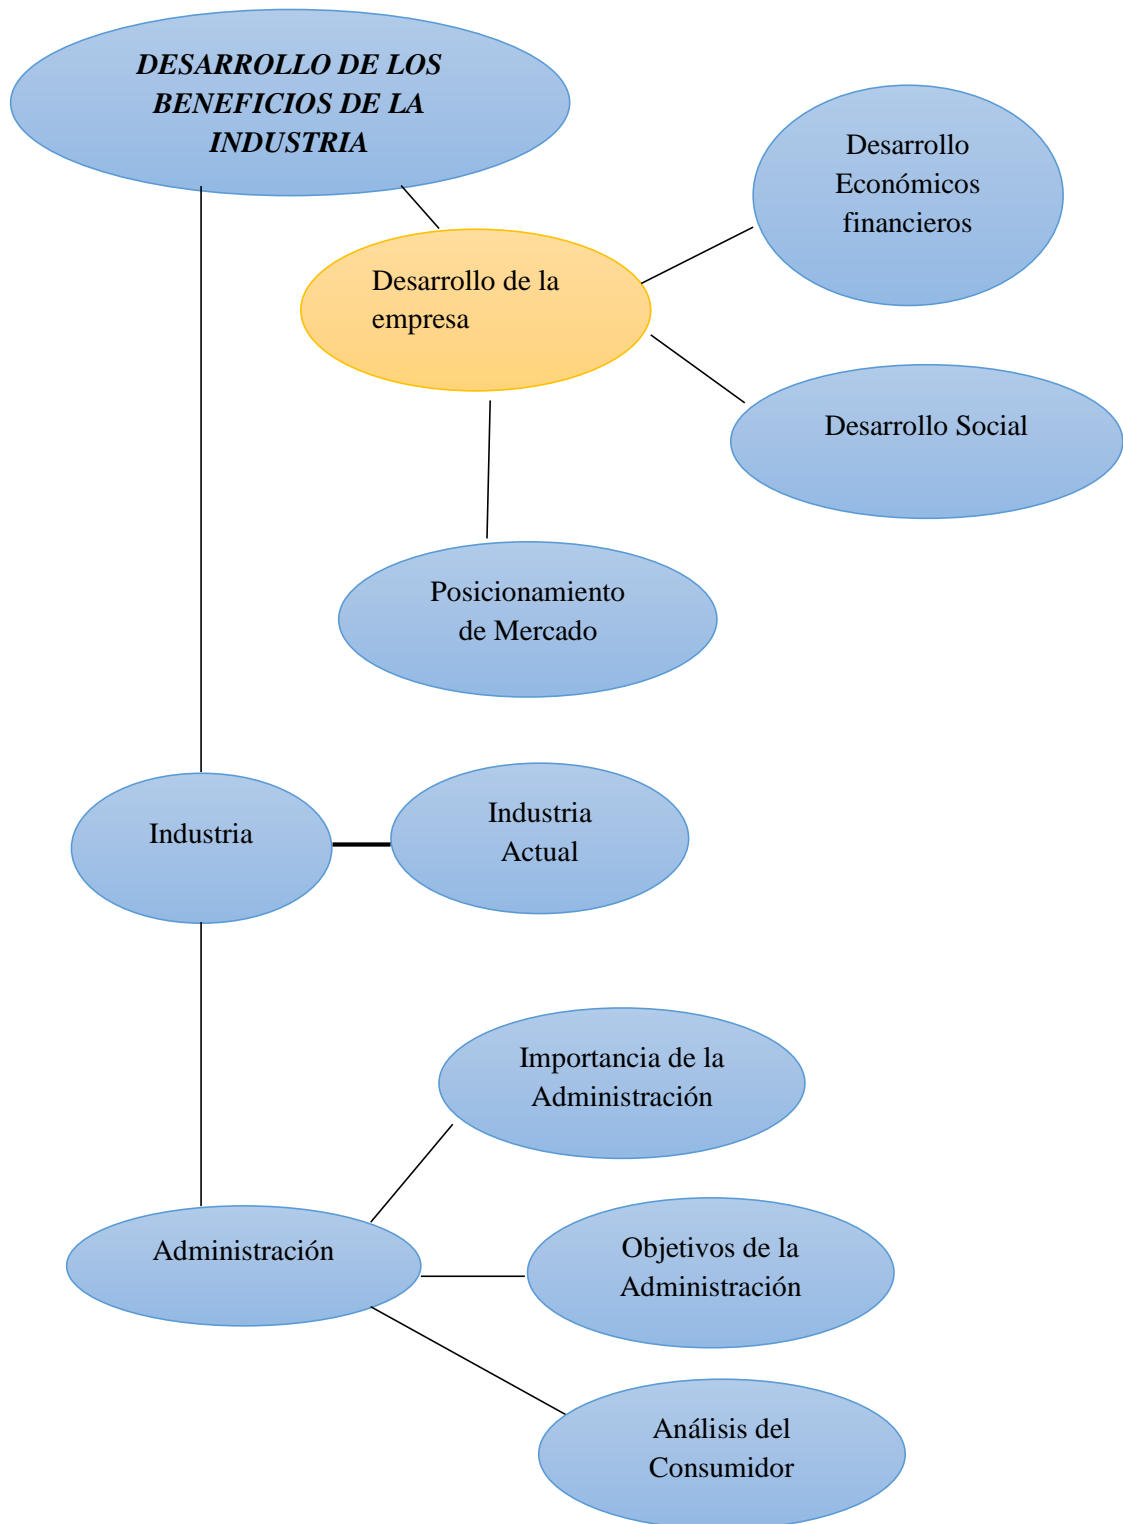 DESARROLLO DE LOS
BENEFICIOS DE LA
INDUSTRIA
Desarrollo
Económicos
financieros
Desarrollo de la
empresa
Desarrollo Social
Posicionamiento
de Mercado
Industria
Industria
Actual
Importancia de la
Administración
Administración
Objetivos de la
Administración
Análisis del
Consumidor